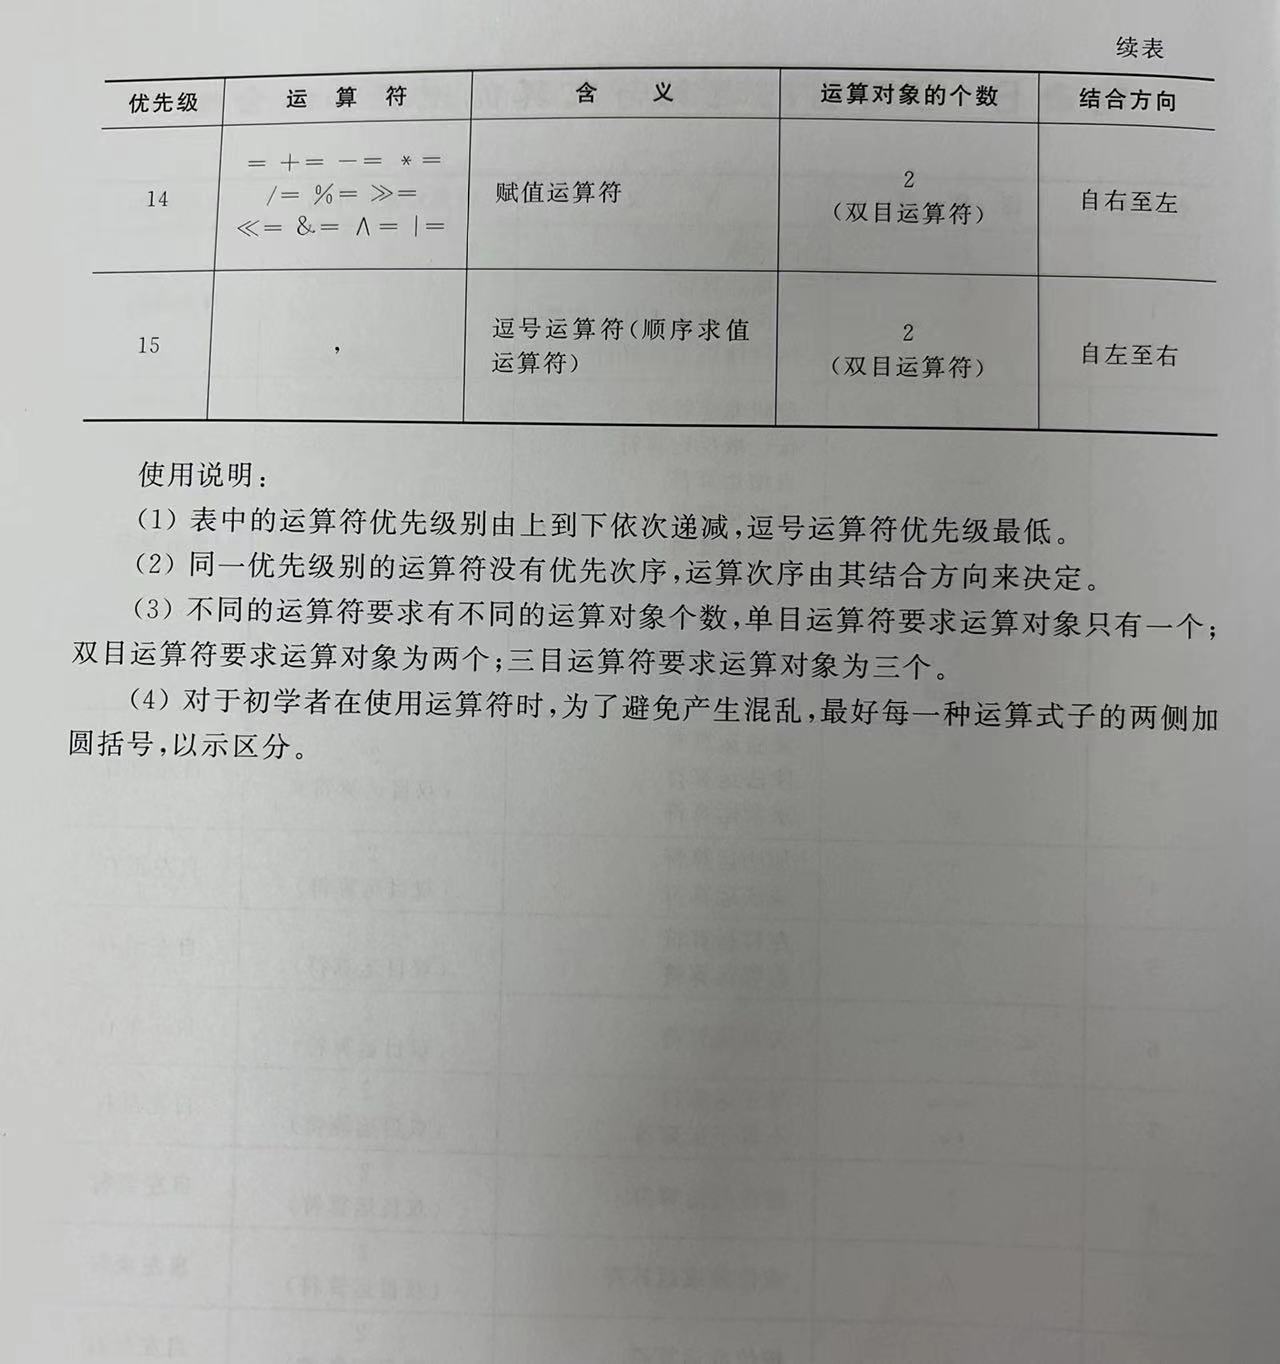 续表
优先级 运 算 符 含 义 运算对象的个数 结合方向
= += -= *=
/= %= ≫=
≪= &= ∧= |=
14 赋值运算符 2
(双目运算符) 自右至左
15 , 逗号运算符(顺序求值
运算符) 2
(双目运算符) 自左至右
使用说明:
(1) 表中的运算符优先级别由上到下依次递减,逗号运算符优先级最低。
(2) 同一优先级别的运算符没有优先次序,运算次序由其结合方向来决定。
(3) 不同的运算符要求有不同的运算对象个数,单目运算符要求运算对象只有一个;
双目运算符要求运算对象为两个;三目运算符要求运算对象为三个。
(4) 对于初学者在使用运算符时,为了避免产生混乱,最好每一种运算式子的两侧加
圆括号,以示区分。